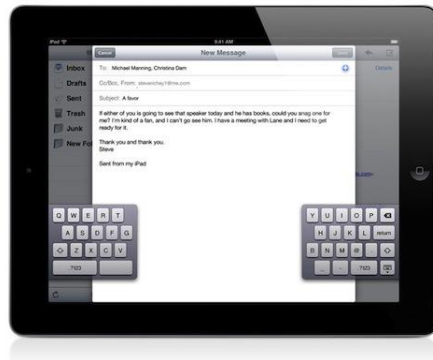 iPad
9:41 AM
Cancel
New Message
Inbox
Drafts
Sent
Trash
Junk
New Fol
To: Michael Manning, Christina Dam
Details
Cc/Bcc, From:
Subject: A favor
If either of you is going to see that speaker today and he has books, could you snag one for
me? I'm kind of a fan, and I can't go see him. I have a meeting with Lane and I need to get
ready for it.
Thank you and thank you.
Steve
Sent from my iPad
Q W E R T
A S D F G
Z X C V
.?123
Y U I O P
H J K L return
B N M @ .
_ - .?123